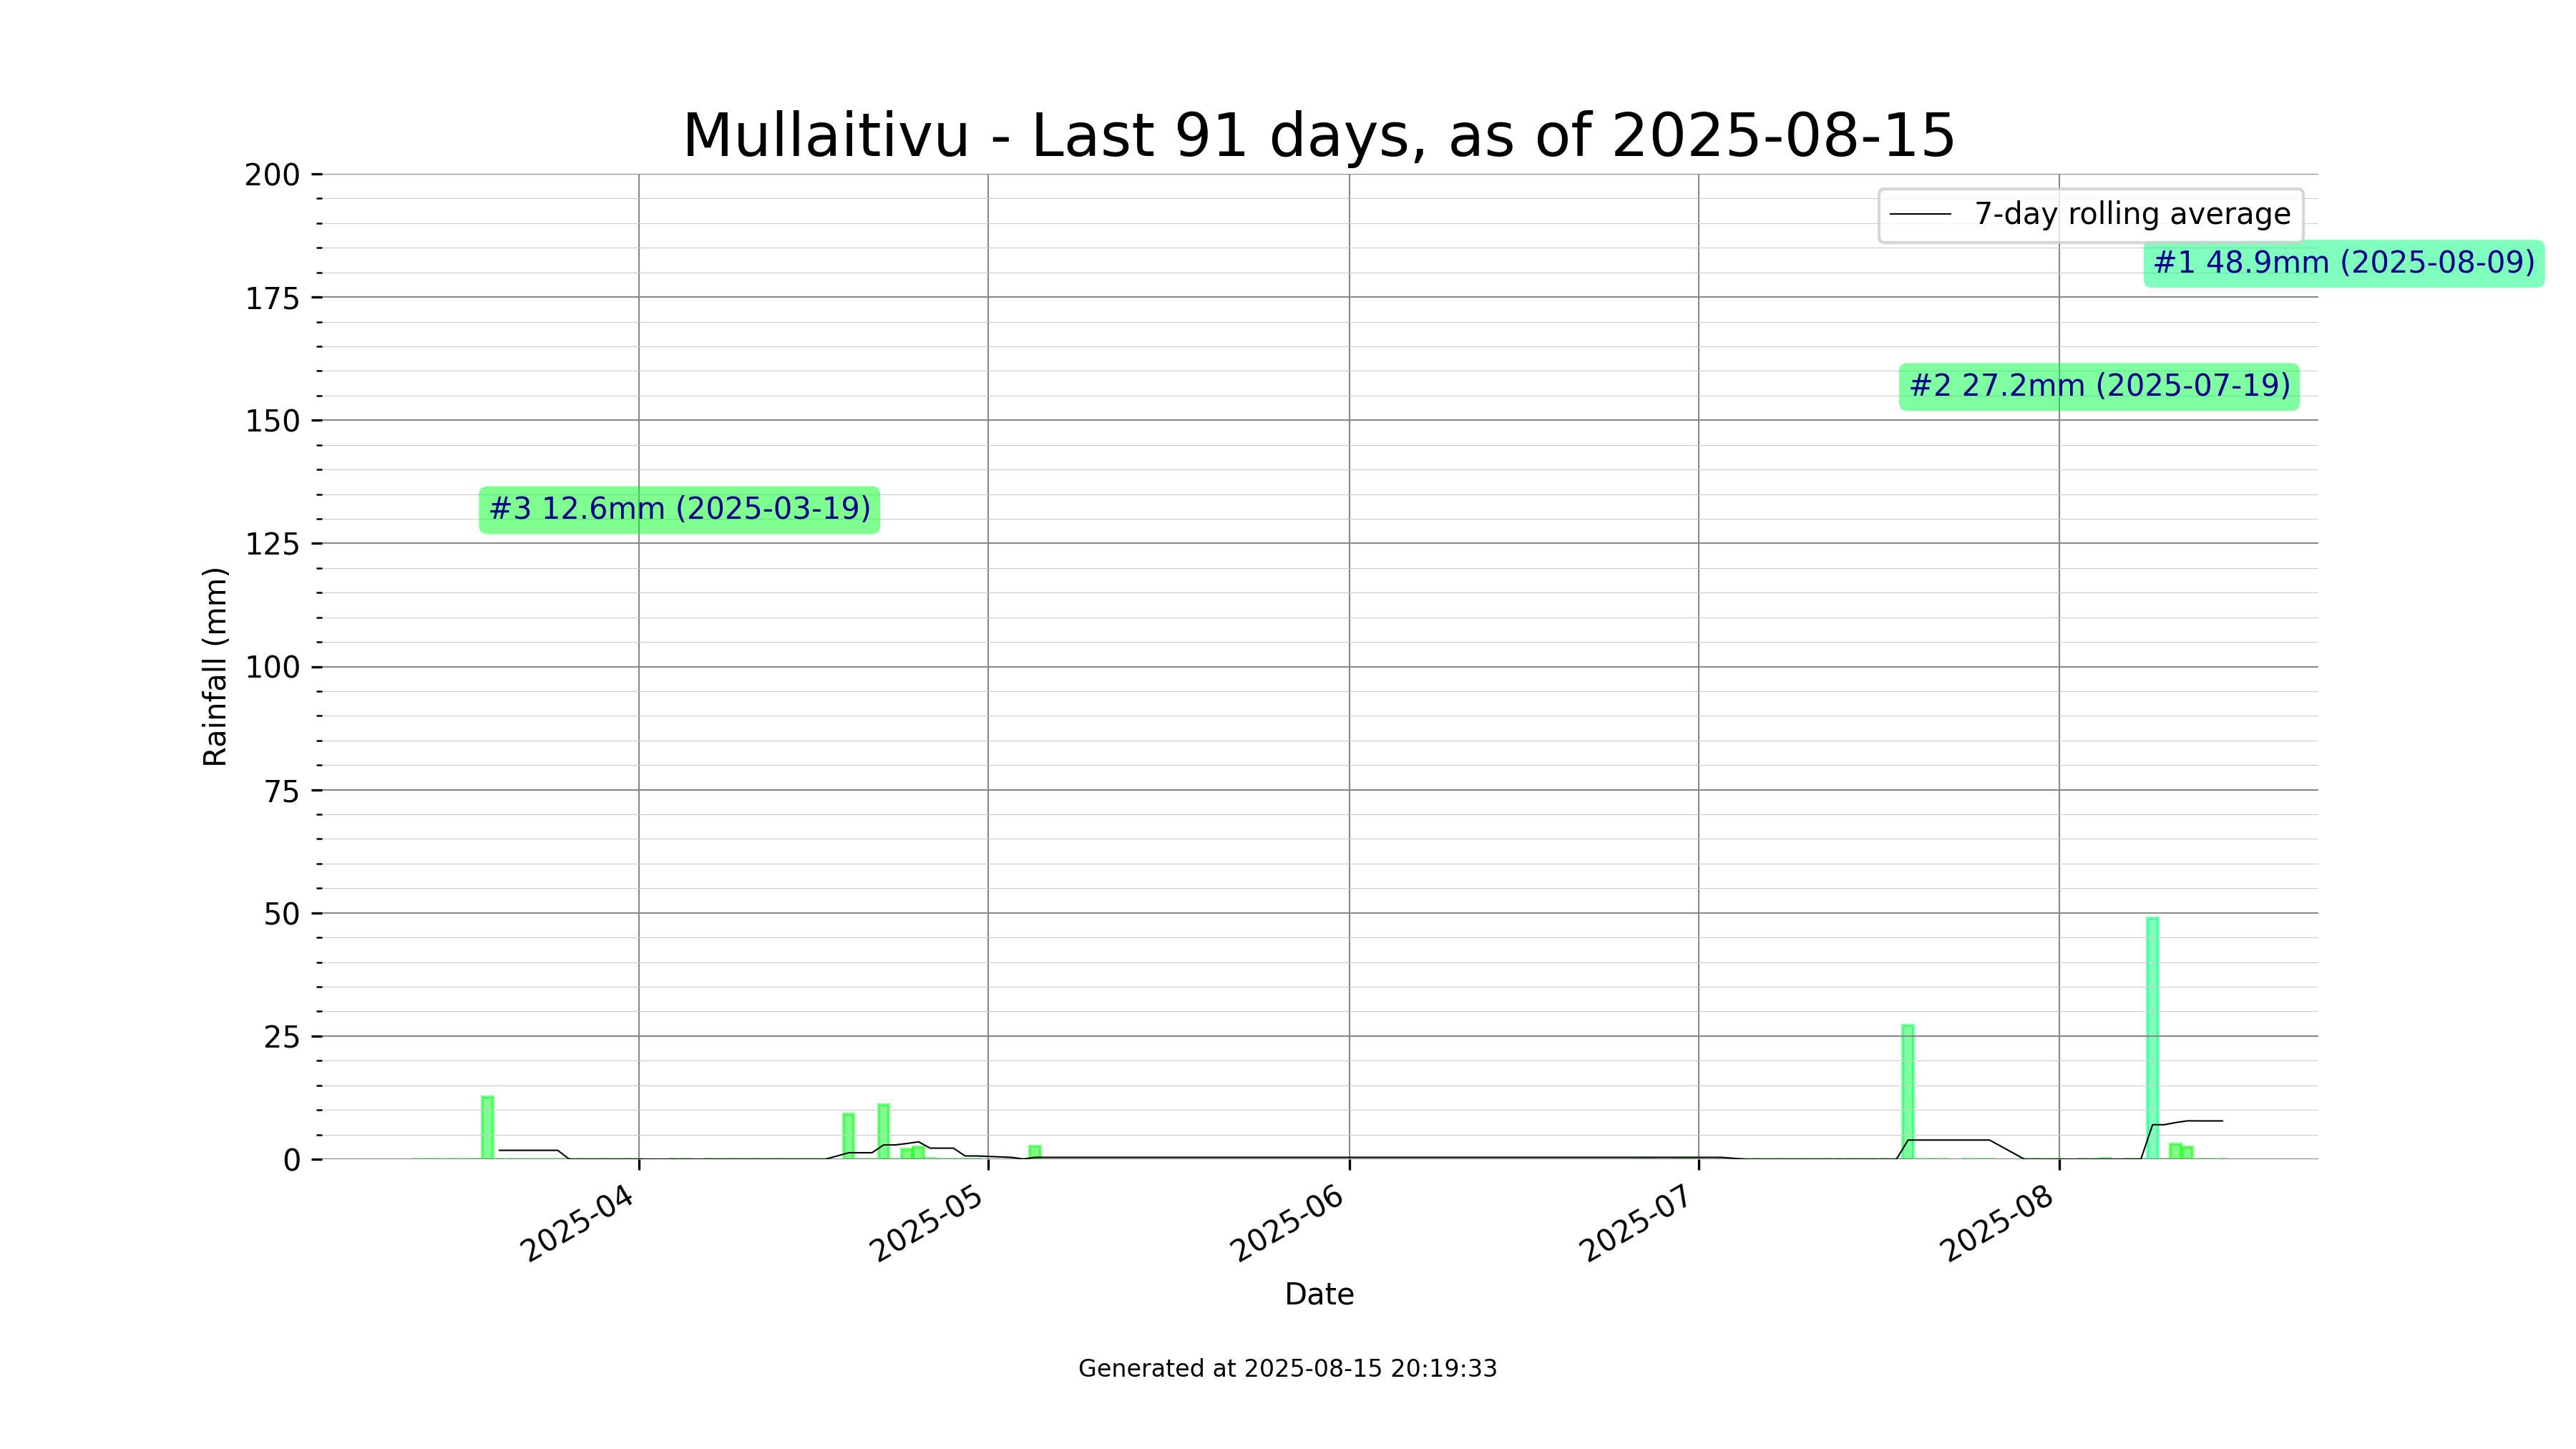 Mullaitivu - Last 91 days, as of 2025-08-15
200
175
150
125
100
75
50
25
0
Rainfall (mm)
7-day rolling average
#1 48.9mm (2025-08-09)
#2 27.2mm (2025-07-19)
#3 12.6mm (2025-03-19)
2025-04
2025-05
2025-06
2025-07
2025-08
Date
Generated at 2025-08-15 20:19:33